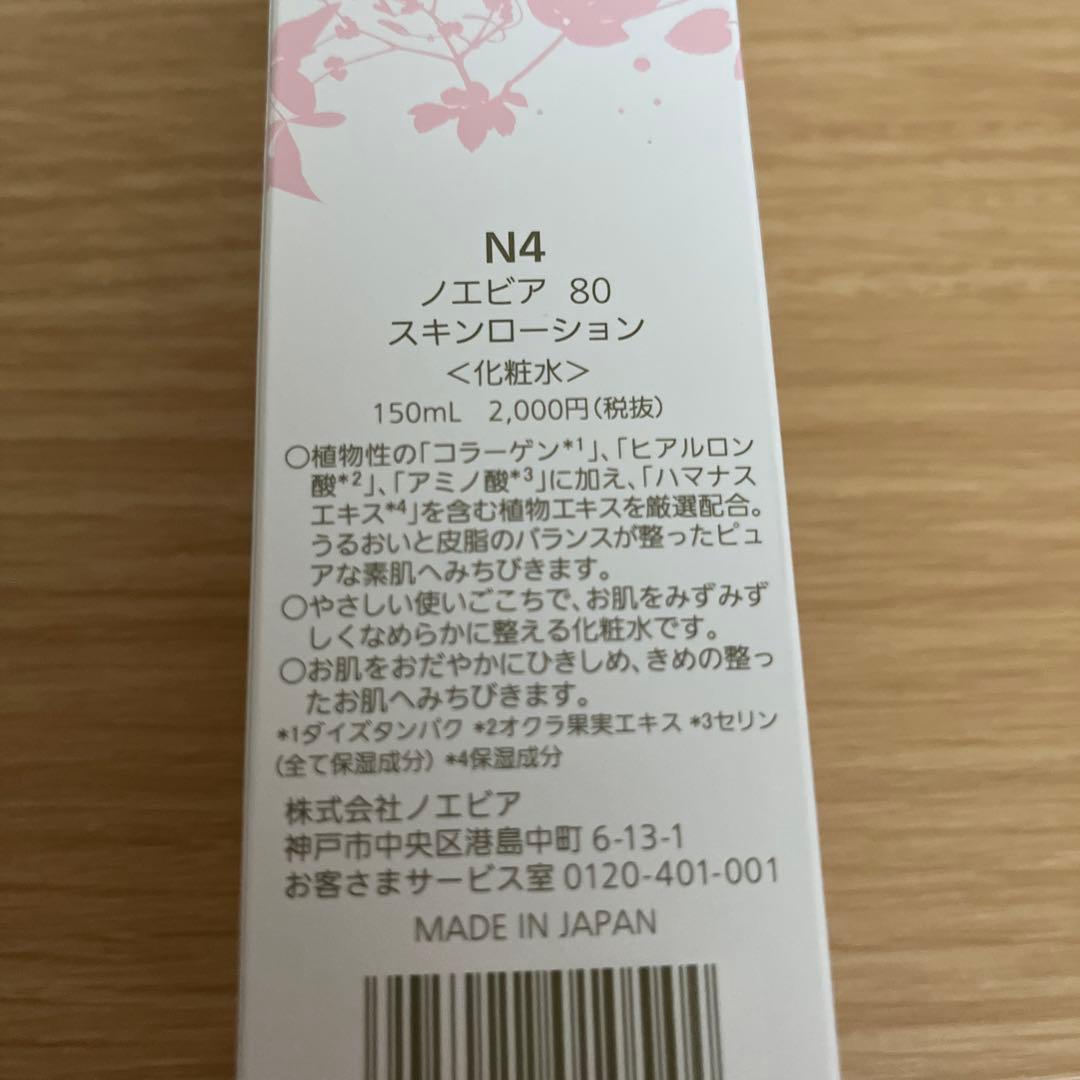 N4
ノエビア 80
スキンローション
<化粧水>
150mL 2,000円(税抜)
○植物性の「コラーゲン*1」、「ヒアルロン
酸*2」、「アミノ酸*3」に加え、「ハマナス
エキス*4」を含む植物エキスを厳選配合。
うるおいと皮脂のバランスが整ったピュ
アな素肌へみちびきます。
○やさしい使いごこちで、お肌をみずみず
しくなめらかに整える化粧水です。
○お肌をおだやかにひきしめ、きめの整っ
たお肌へみちびきます。
*1ダイズタンパク *2オクラ果実エキス *3セリン
(全て保湿成分) *4保湿成分
株式会社ノエビア
神戸市中央区港島中町 6-13-1
お客さまサービス室 0120-401-001
MADE IN JAPAN